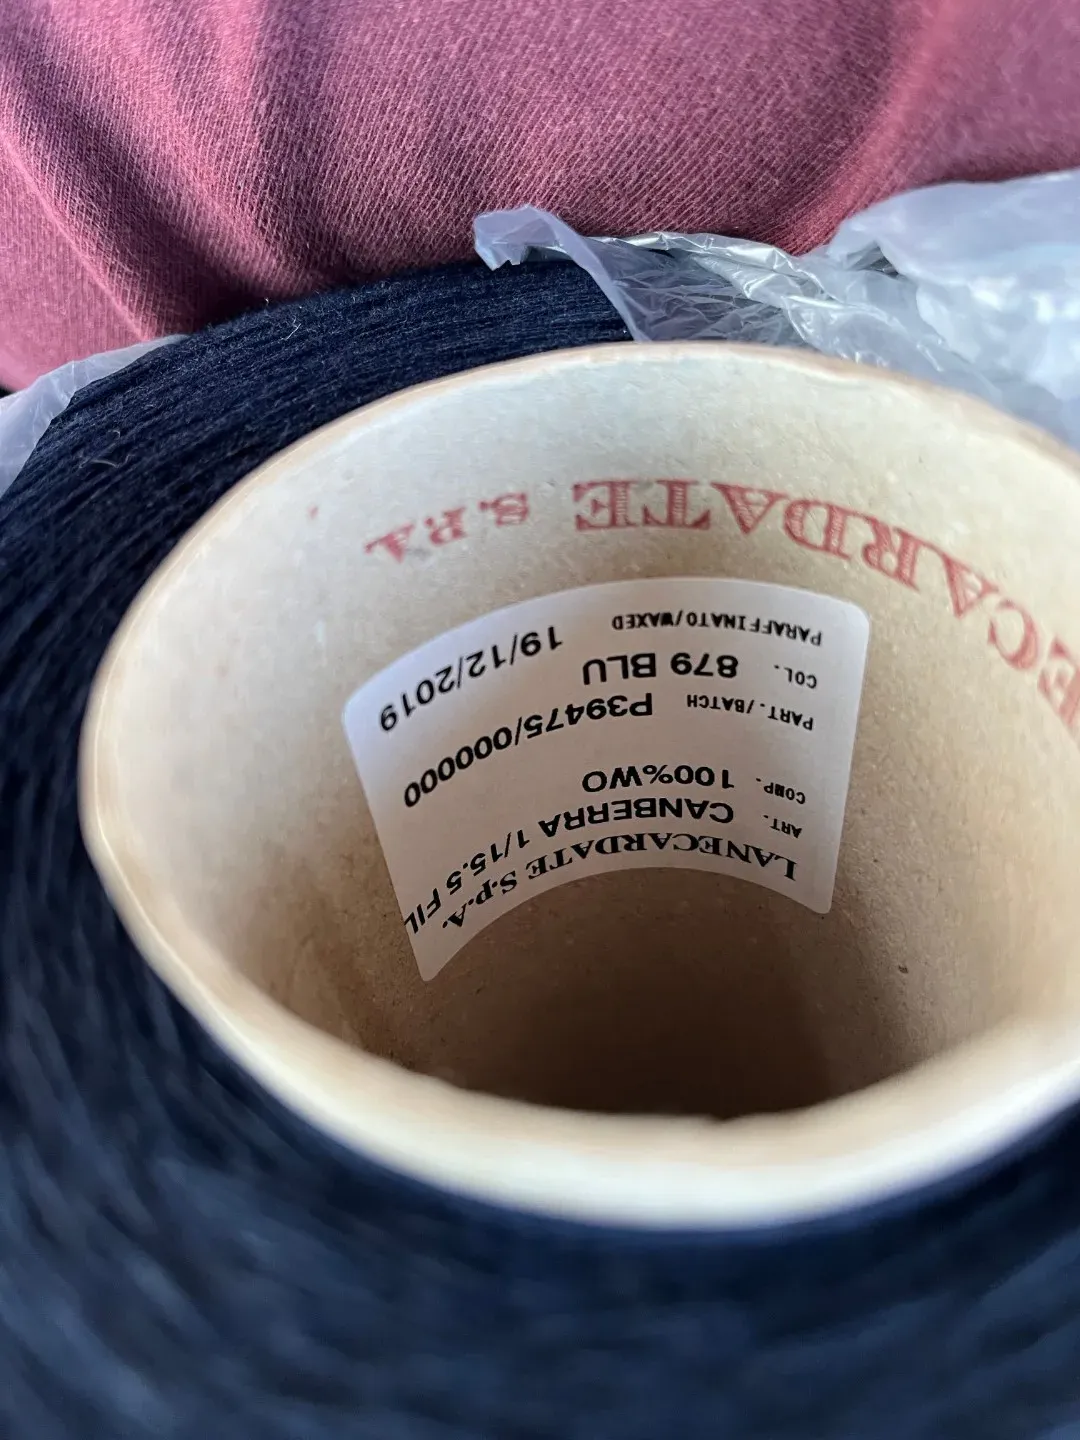 LANECARDATE S.p.A.
ART. CANBERRA 1/15.5 FIL
COMP. 100%WO
PART./BATCH P39475/000000
COL. 879 BLU
PARAFFINATO/WAXED 19/12/2019
ECARDATE S.P.A.